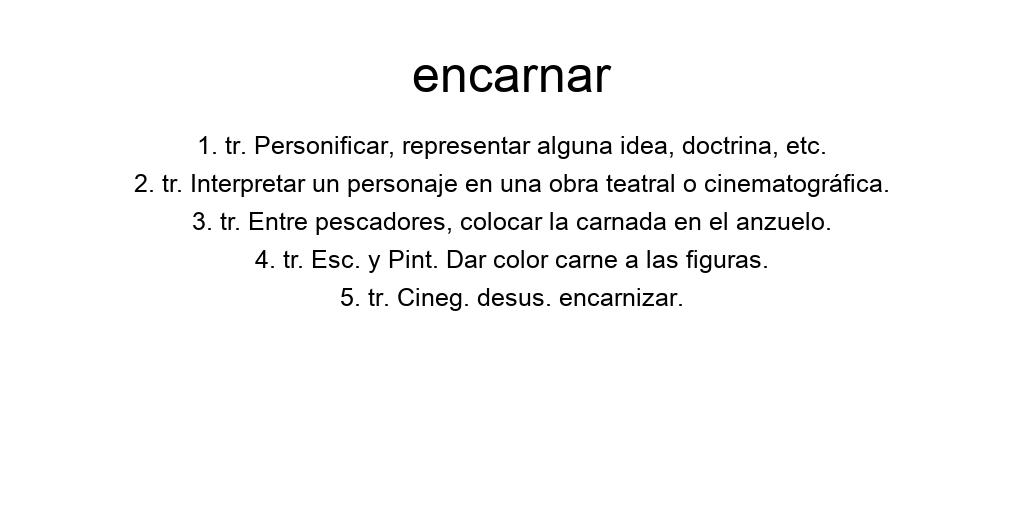 encarnar
1. tr. Personificar, representar alguna idea, doctrina, etc.
2. tr. Interpretar un personaje en una obra teatral o cinematográfica.
3. tr. Entre pescadores, colocar la carnada en el anzuelo.
4. tr. Esc. y Pint. Dar color carne a las figuras.
5. tr. Cineg. desus. encarnizar.